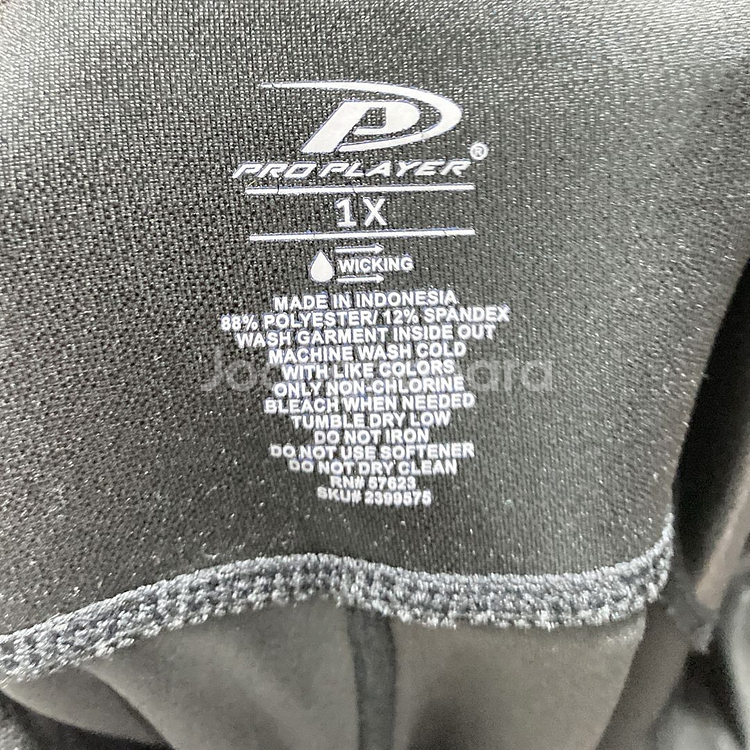 P
PRO PLAYER®
1X
WICKING
MADE IN INDONESIA
88% POLYESTER/ 12% SPANDEX
WASH GARMENT INSIDE OUT
MACHINE WASH COLD
WITH LIKE COLORS
ONLY NON-CHLORINE
BLEACH WHEN NEEDED
TUMBLE DRY LOW
DO NOT IRON
DO NOT USE SOFTENER
DO NOT DRY CLEAN
RN# 57623
SKU# 2399575